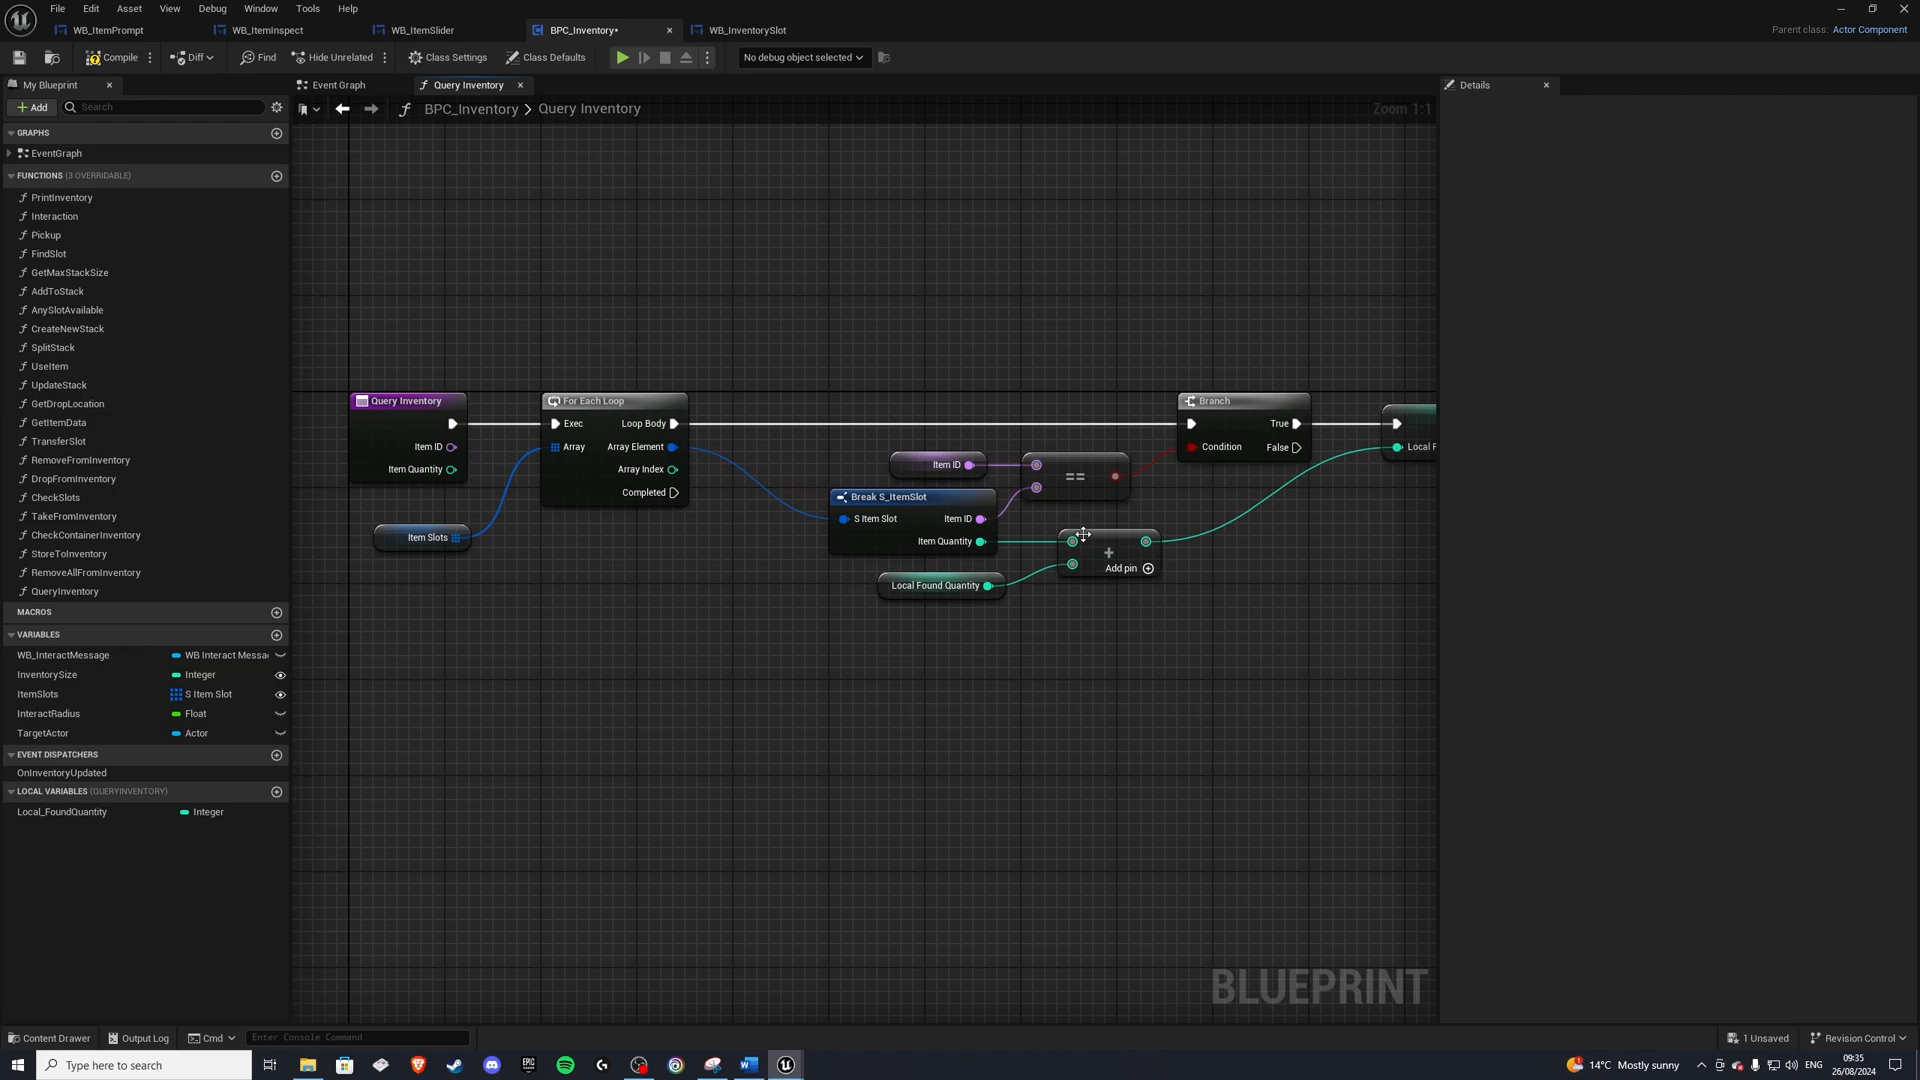 File Edit Asset View Debug Window Tools Help
WB_ItemPrompt WB_ItemInspect WB_ItemSlider BPC_Inventory• WB_InventorySlot
Parent class: Actor Component
Compile Diff Find Hide Unrelated Class Settings Class Defaults No debug object selected
My Blueprint
Event Graph Query Inventory
Details
Add Search
BPC_Inventory > Query Inventory
Zoom 1:1
GRAPHS
EventGraph
FUNCTIONS (3 OVERRIDABLE)
PrintInventory
Interaction
Pickup
FindSlot
GetMaxStackSize
AddToStack
AnySlotAvailable
CreateNewStack
SplitStack
UseItem
UpdateStack
GetDropLocation
GetItemData
TransferSlot
RemoveFromInventory
DropFromInventory
CheckSlots
TakeFromInventory
CheckContainerInventory
StoreToInventory
RemoveAllFromInventory
QueryInventory
MACROS
VARIABLES
WB_InteractMessage WB Interact Messa
InventorySize Integer
ItemSlots S Item Slot
InteractRadius Float
TargetActor Actor
EVENT DISPATCHERS
OnInventoryUpdated
LOCAL VARIABLES (QUERYINVENTORY)
Local_FoundQuantity Integer
Query Inventory
Item ID
Item Quantity
Item Slots
For Each Loop
Exec Loop Body
Array Array Element
Array Index
Completed
Item ID
==
Break S_ItemSlot
S Item Slot Item ID
Item Quantity
Local Found Quantity
+
Add pin
Branch
True
Condition False
Local F
BLUEPRINT
Content Drawer Output Log Cmd Enter Console Command
1 Unsaved Revision Control
Type here to search
14°C Mostly sunny
ENG
09:35
26/08/2024